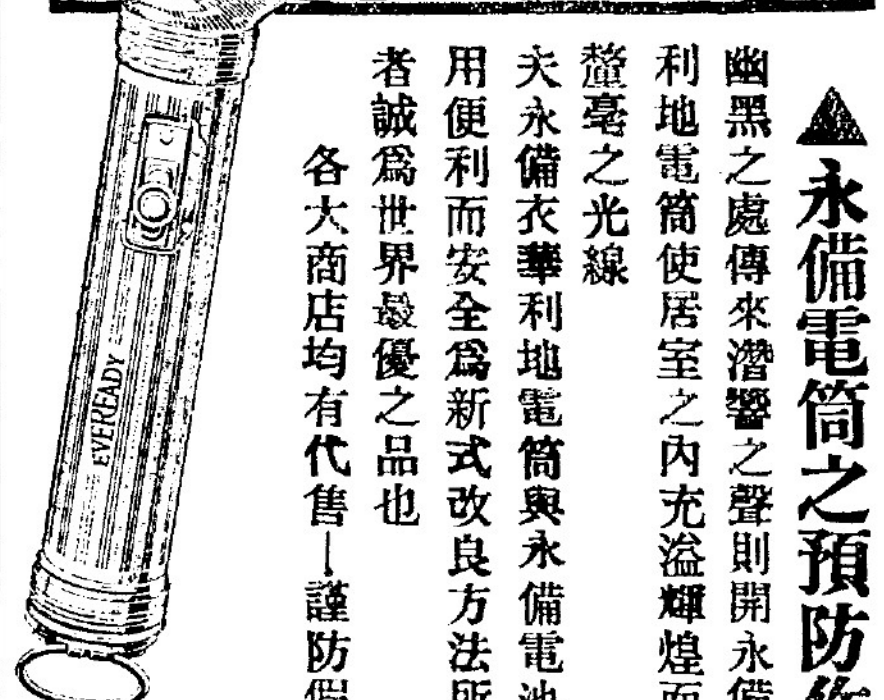 ▲永備電筒之預防
幽黑之處傳來潛響之聲則開永備
利地電筒使居室之內充溢輝煌而
釐毫之光線
夫永備衣華利地電筒與永備電池
用便利而安全爲新式改良方法所
者誠爲世界最優之品也
各大商店均有代售—謹防假
EVEREADY